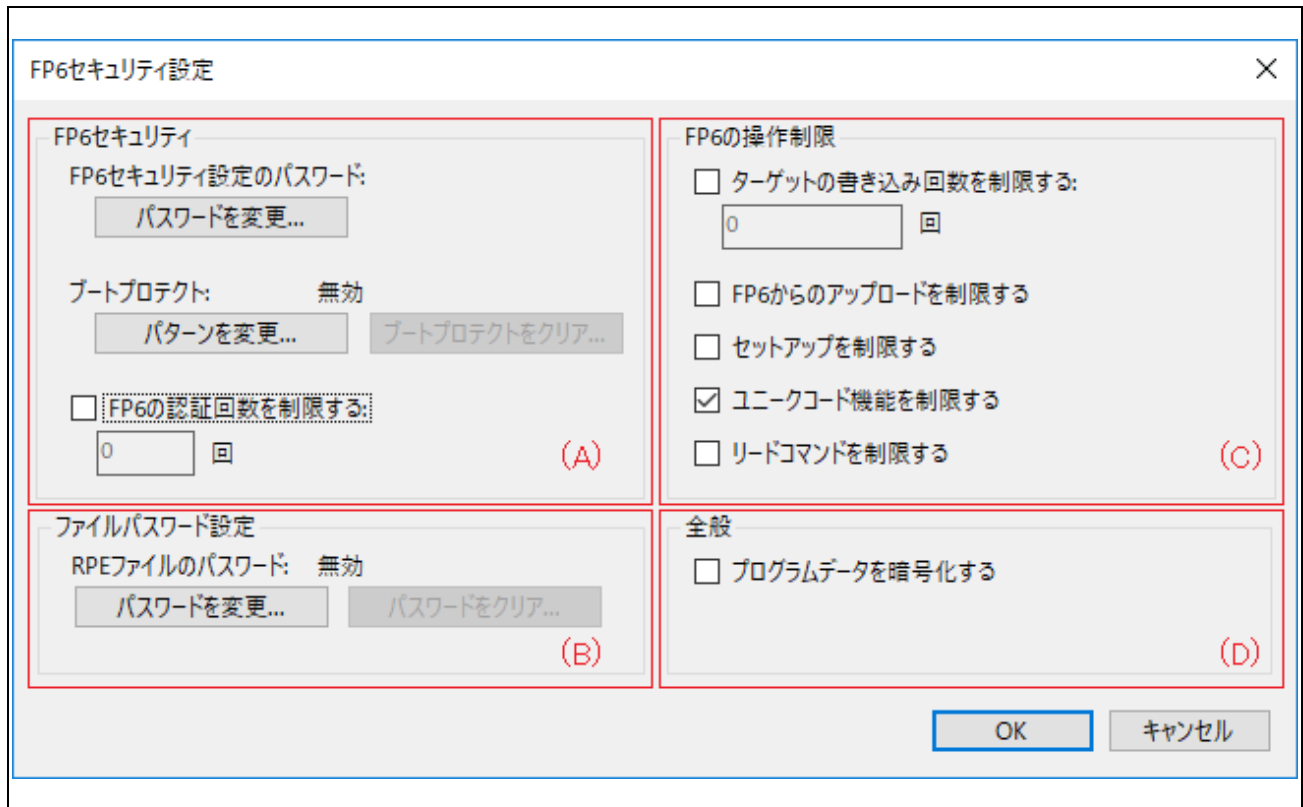 FP6セキュリティ設定
FP6セキュリティ
FP6セキュリティ設定のパスワード:
パスワードを変更...
ブートプロテクト: 無効
パターンを変更... ブートプロテクトをクリア...
FP6の認証回数を制限する:
0 回
(A)
ファイルパスワード設定
RPEファイルのパスワード: 無効
パスワードを変更... パスワードをクリア...
(B)
FP6の操作制限
ターゲットの書き込み回数を制限する:
0 回
FP6からのアップロードを制限する
セットアップを制限する
ユニークコード機能を制限する
リードコマンドを制限する
(C)
全般
プログラムデータを暗号化する
(D)
OK キャンセル